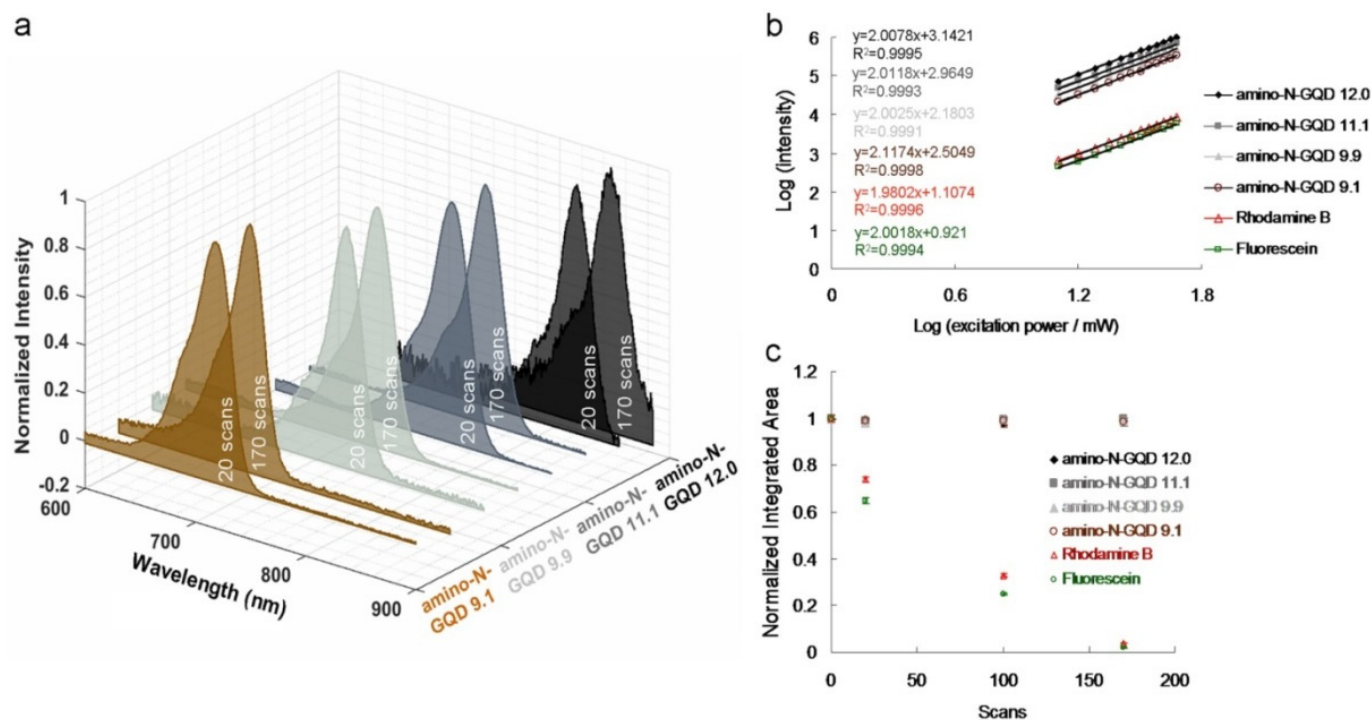 a
1
0.8
0.6
0.4
0.2
0
-0.2
Normalized Intensity
600
700
800
900
Wavelength (nm)
20 scans
170 scans
20 scans
170 scans
20 scans
170 scans
20 scans
170 scans
amino-N-
GQD 9.1
amino-N-
GQD 9.9
amino-N-
GQD 11.1
amino-N-
GQD 12.0
b
Log (intensity)
6
5
4
3
2
1
0
y=2.0078x+3.1421
R²=0.9995
y=2.0118x+2.9649
R²=0.9993
y=2.0025x+2.1803
R²=0.9991
y=2.1174x+2.5049
R²=0.9998
y=1.9802x+1.1074
R²=0.9996
y=2.0018x+0.921
R²=0.9994
0 0.6 1.2 1.8
Log (excitation power / mW)
amino-N-GQD 12.0
amino-N-GQD 11.1
amino-N-GQD 9.9
amino-N-GQD 9.1
Rhodamine B
Fluorescein
c
Normalized Integrated Area
1.2
1
0.8
0.6
0.4
0.2
0
amino-N-GQD 12.0
amino-N-GQD 11.1
amino-N-GQD 9.9
amino-N-GQD 9.1
Rhodamine B
Fluorescein
0 50 100 150 200
Scans